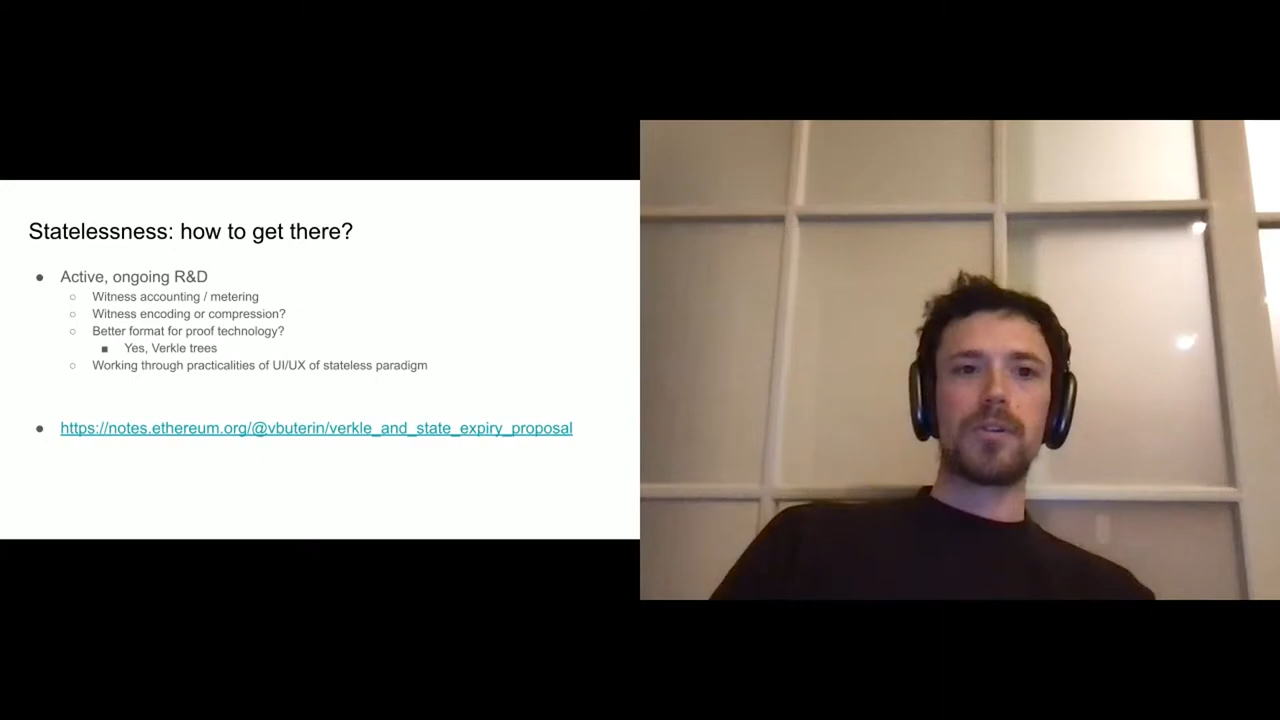 Statelessness: how to get there?
● Active, ongoing R&D
○ Witness accounting / metering
○ Witness encoding or compression?
○ Better format for proof technology?
■ Yes, Verkle trees
○ Working through practicalities of UI/UX of stateless paradigm
● https://notes.ethereum.org/@vbuterin/verkle_and_state_expiry_proposal